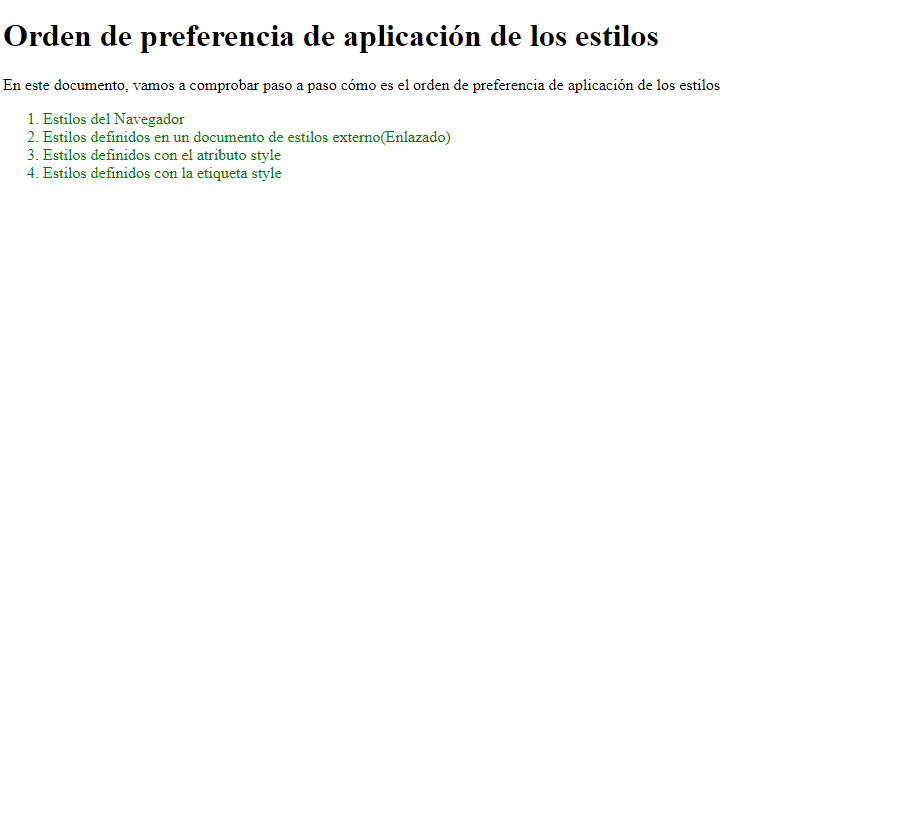 Orden de preferencia de aplicación de los estilos
En este documento, vamos a comprobar paso a paso cómo es el orden de preferencia de aplicación de los estilos
1. Estilos del Navegador
2. Estilos definidos en un documento de estilos externo(Enlazado)
3. Estilos definidos con el atributo style
4. Estilos definidos con la etiqueta style